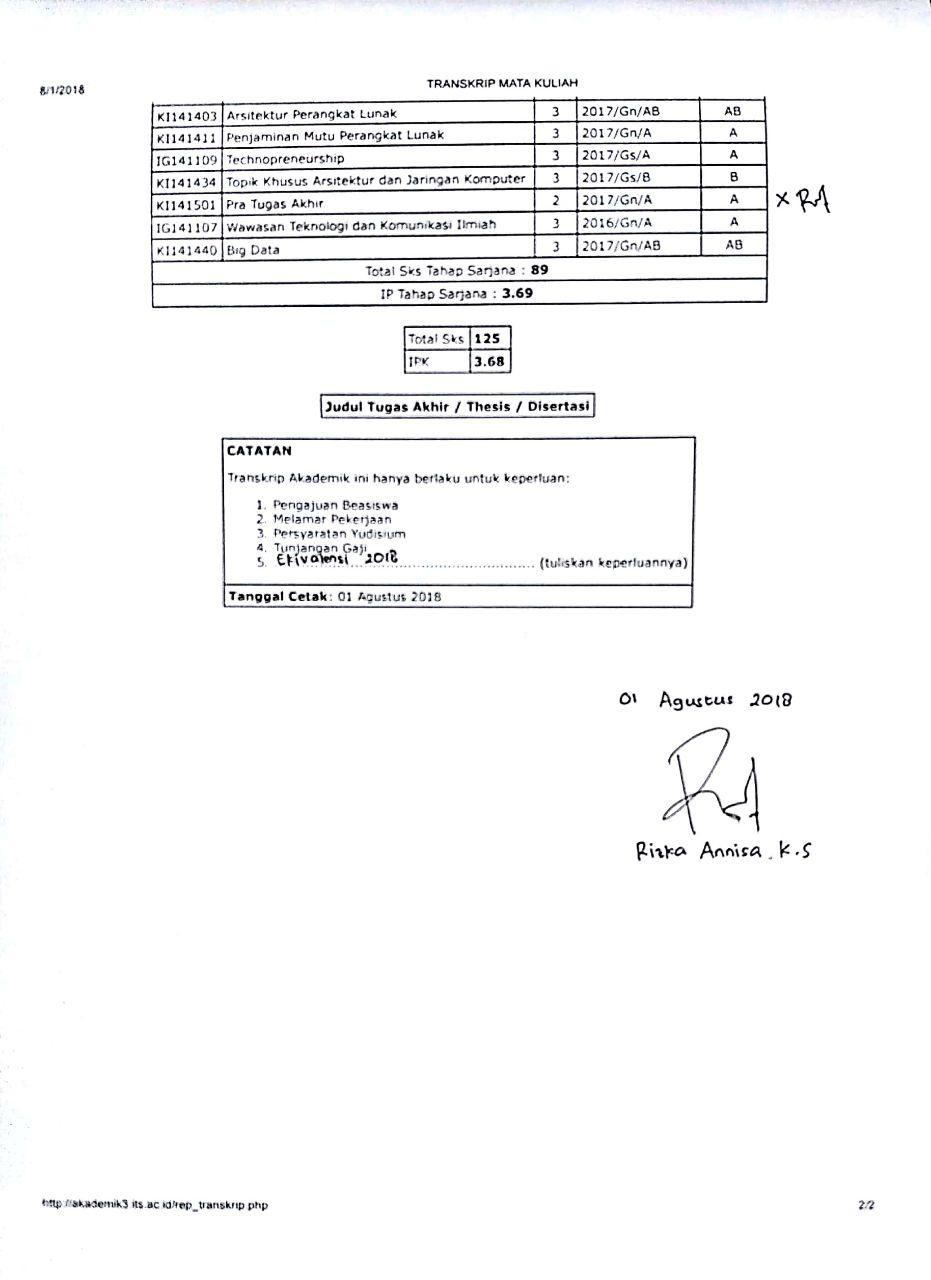 8/1/2018 TRANSKRIP MATA KULIAH
KI141403 Arsitektur Perangkat Lunak 3 2017/Gn/AB AB
KI141411 Penjaminan Mutu Perangkat Lunak 3 2017/Gn/A A
IG141109 Technopreneurship 3 2017/Gs/A A
KI141434 Topik Khusus Arsitektur dan Jaringan Komputer 3 2017/Gs/B B
KI141501 Pra Tugas Akhir 2 2017/Gn/A A x
IG141107 Wawasan Teknologi dan Komunikasi Ilmiah 3 2016/Gn/A A
KI141440 Big Data 3 2017/Gn/AB AB
Total Sks Tahap Sarjana : 89
IP Tahap Sarjana : 3.69
Total Sks 125
IPK 3.68
Judul Tugas Akhir / Thesis / Disertasi
CATATAN
Transkrip Akademik ini hanya berlaku untuk keperluan:
1. Pengajuan Beasiswa
2. Melamar Pekerjaan
3. Persyaratan Yudisium
4. Tunjangan Gaji
5. Ekivalensi 2018 (tuliskan keperluannya)
Tanggal Cetak: 01 Agustus 2018
01 Agustus 2018
Rizka Annisa . K.S
http://akademik3.its.ac.id/rep_transkrip.php 2/2